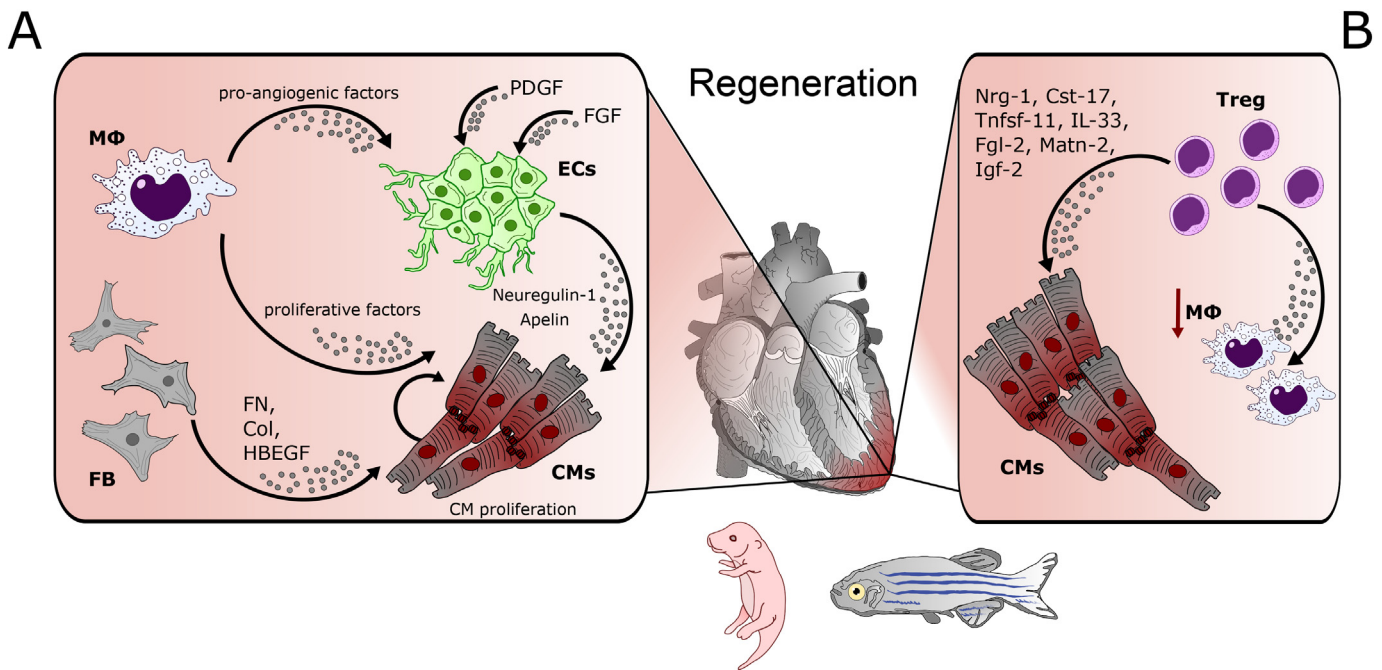 A
B
Regeneration
pro-angiogenic factors
PDGF
FGF
MΦ
ECs
Neuregulin-1
Apelin
proliferative factors
FN,
Col,
HBEGF
FB
CMs
CM proliferation
Nrg-1, Cst-17,
Tnfsf-11, IL-33,
Fgl-2, Matn-2,
Igf-2
Treg
MΦ
CMs